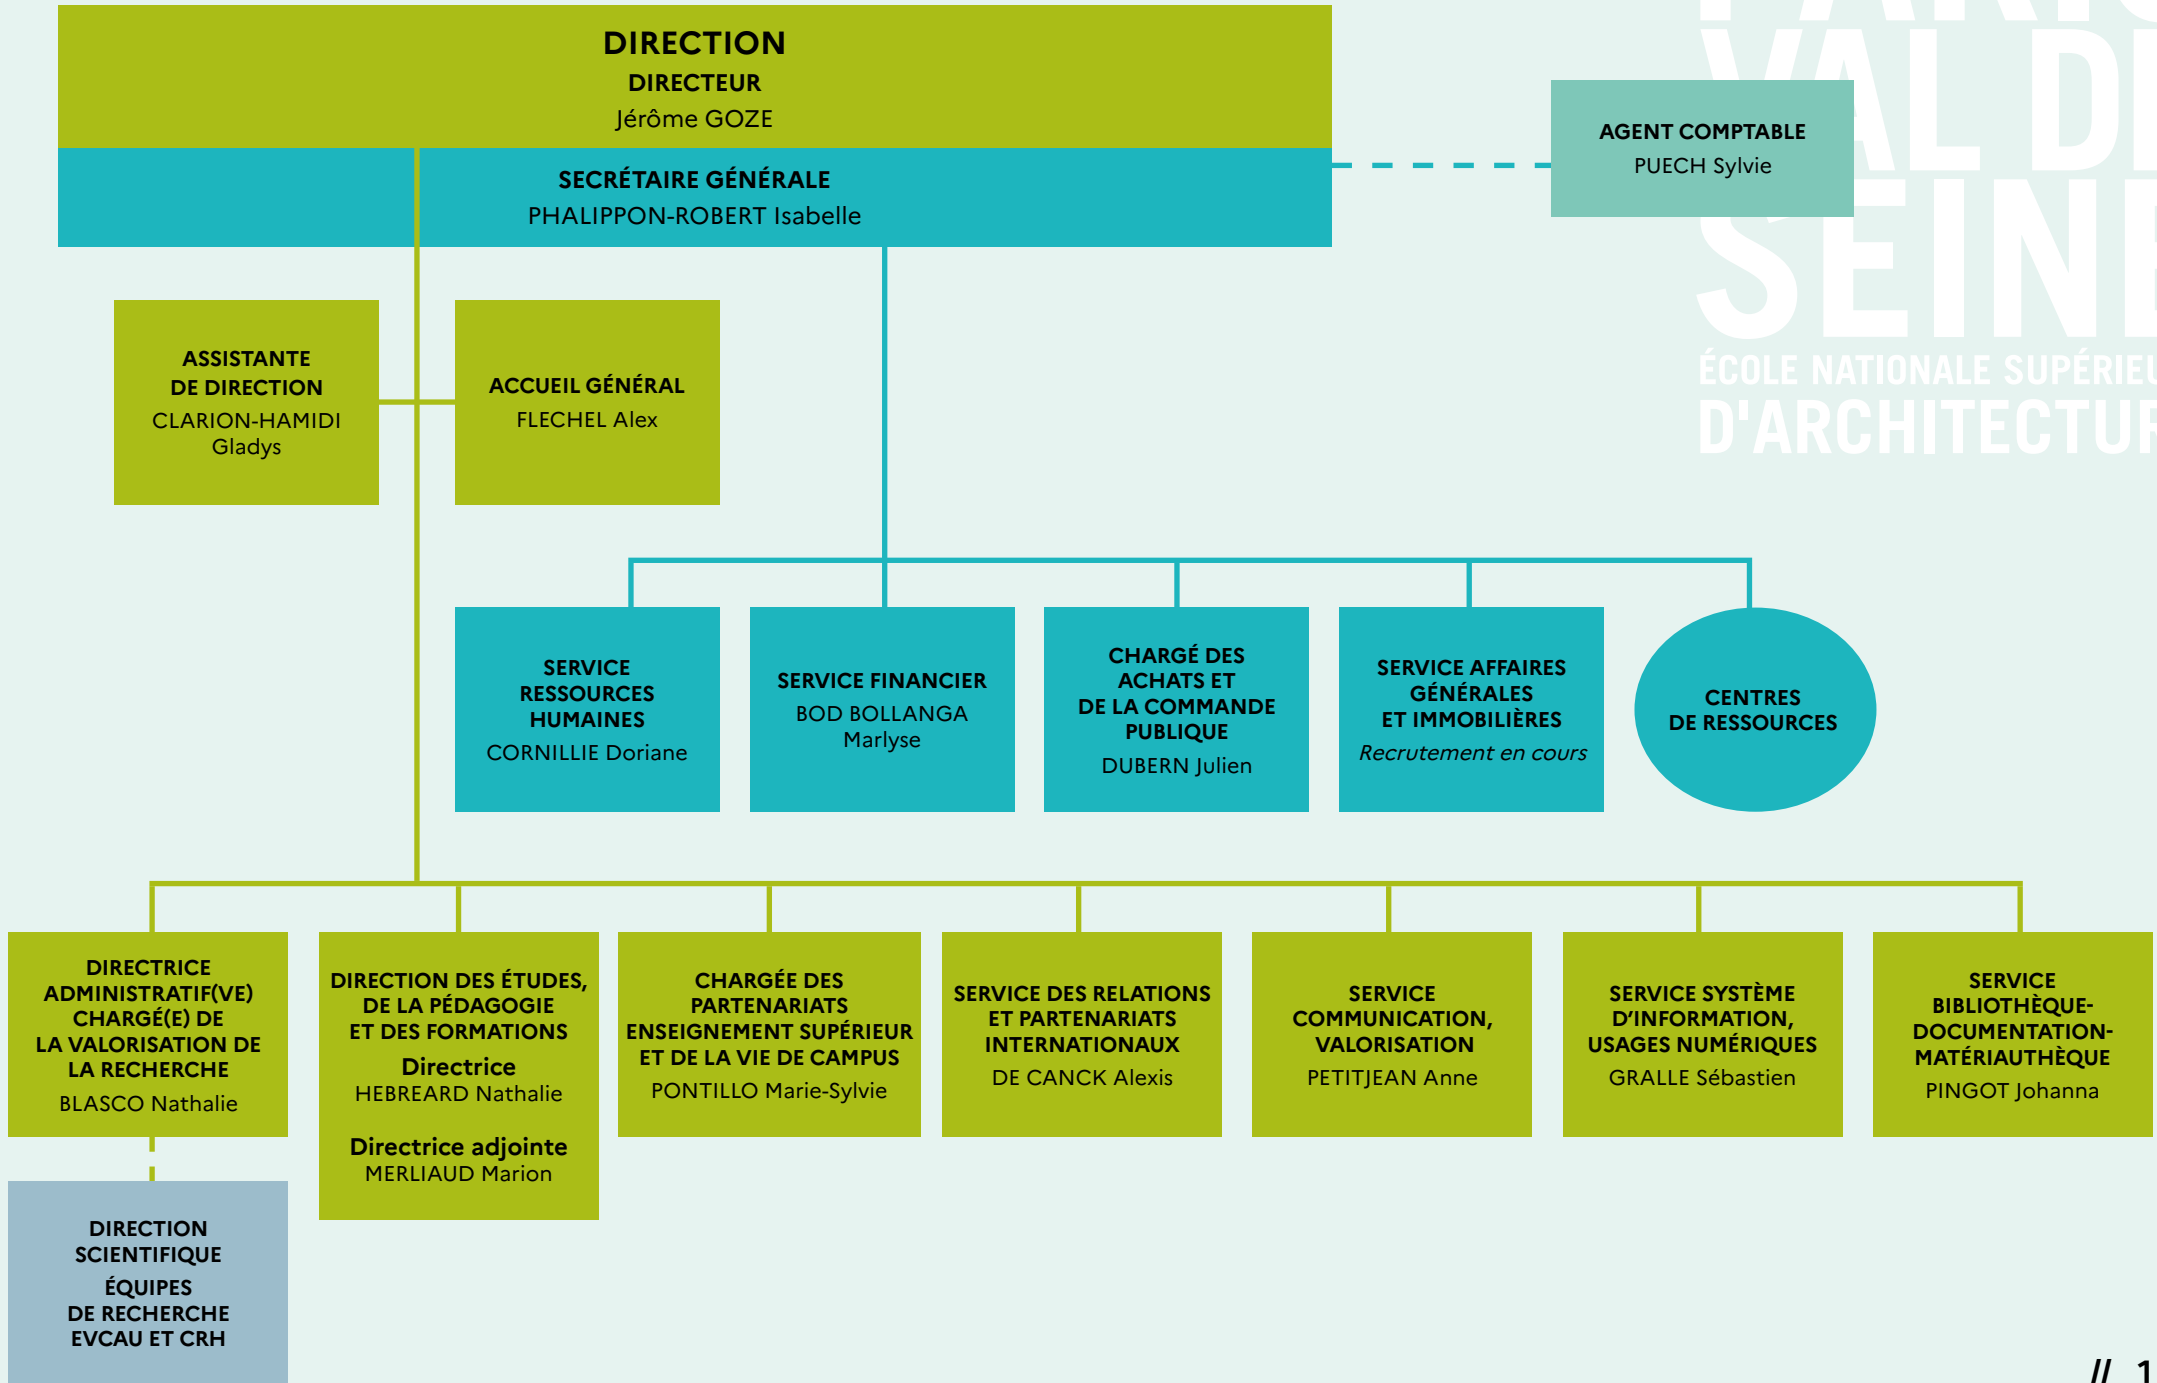 DIRECTION
DIRECTEUR
Jérôme GOZE
SECRÉTAIRE GÉNÉRALE
PHALIPPON-ROBERT Isabelle
AGENT COMPTABLE
PUECH Sylvie
VAL DE
SEINE
ÉCOLE NATIONALE SUPÉRIEU
D'ARCHITECTUR
ASSISTANTE
DE DIRECTION
CLARION-HAMIDI
Gladys
ACCUEIL GÉNÉRAL
FLECHEL Alex
SERVICE
RESSOURCES
HUMAINES
CORNILLIE Doriane
SERVICE FINANCIER
BOD BOLLANGA
Marlyse
CHARGÉ DES
ACHATS ET
DE LA COMMANDE
PUBLIQUE
DUBERN Julien
SERVICE AFFAIRES
GÉNÉRALES
ET IMMOBILIÈRES
Recrutement en cours
CENTRES
DE RESSOURCES
DIRECTRICE
ADMINISTRATIF(VE)
CHARGÉ(E) DE
LA VALORISATION DE
LA RECHERCHE
BLASCO Nathalie
DIRECTION DES ÉTUDES,
DE LA PÉDAGOGIE
ET DES FORMATIONS
Directrice
HEBREARD Nathalie
Directrice adjointe
MERLIAUD Marion
CHARGÉE DES
PARTENARIATS
ENSEIGNEMENT SUPÉRIEUR
ET DE LA VIE DE CAMPUS
PONTILLO Marie-Sylvie
SERVICE DES RELATIONS
ET PARTENARIATS
INTERNATIONAUX
DE CANCK Alexis
SERVICE
COMMUNICATION,
VALORISATION
PETITJEAN Anne
SERVICE SYSTÈME
D'INFORMATION,
USAGES NUMÉRIQUES
GRALLE Sébastien
SERVICE
BIBLIOTHÈQUE-
DOCUMENTATION-
MATÉRIAUTHÈQUE
PINGOT Johanna
DIRECTION
SCIENTIFIQUE
ÉQUIPES
DE RECHERCHE
EVCAU ET CRH
// 1